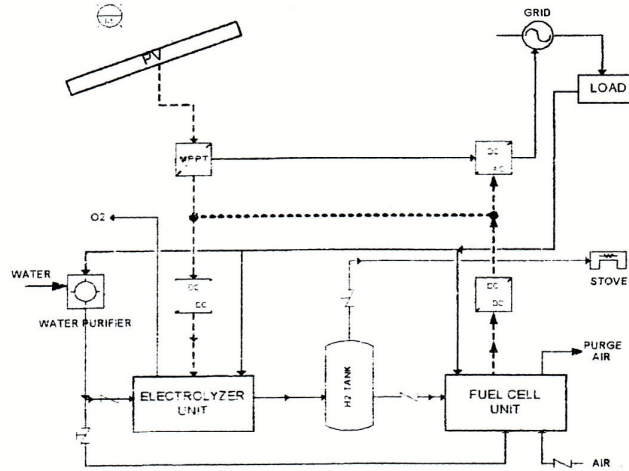 GRID
PV
LOAD
MPPT
DC
AC
O2
WATER
WATER PURIFIER
DC
DC
DC
DC
STOVE
H2 TANK
PURGE
AIR
ELECTROLYZER
UNIT
FUEL CELL
UNIT
AIR